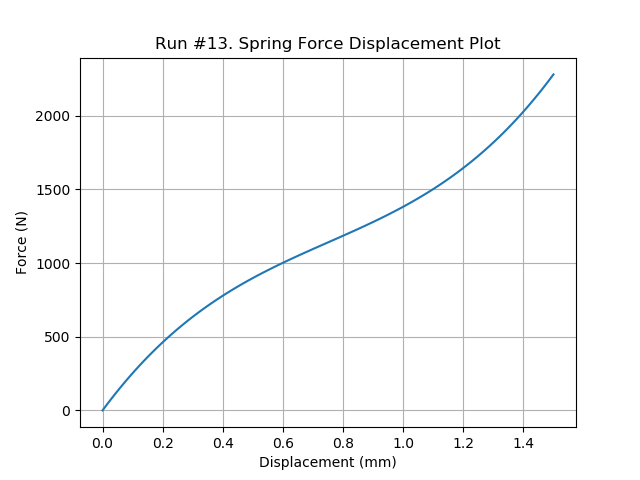 Run #13. Spring Force Displacement Plot
Force (N)
2000
1500
1000
500
0
0.0 0.2 0.4 0.6 0.8 1.0 1.2 1.4
Displacement (mm)